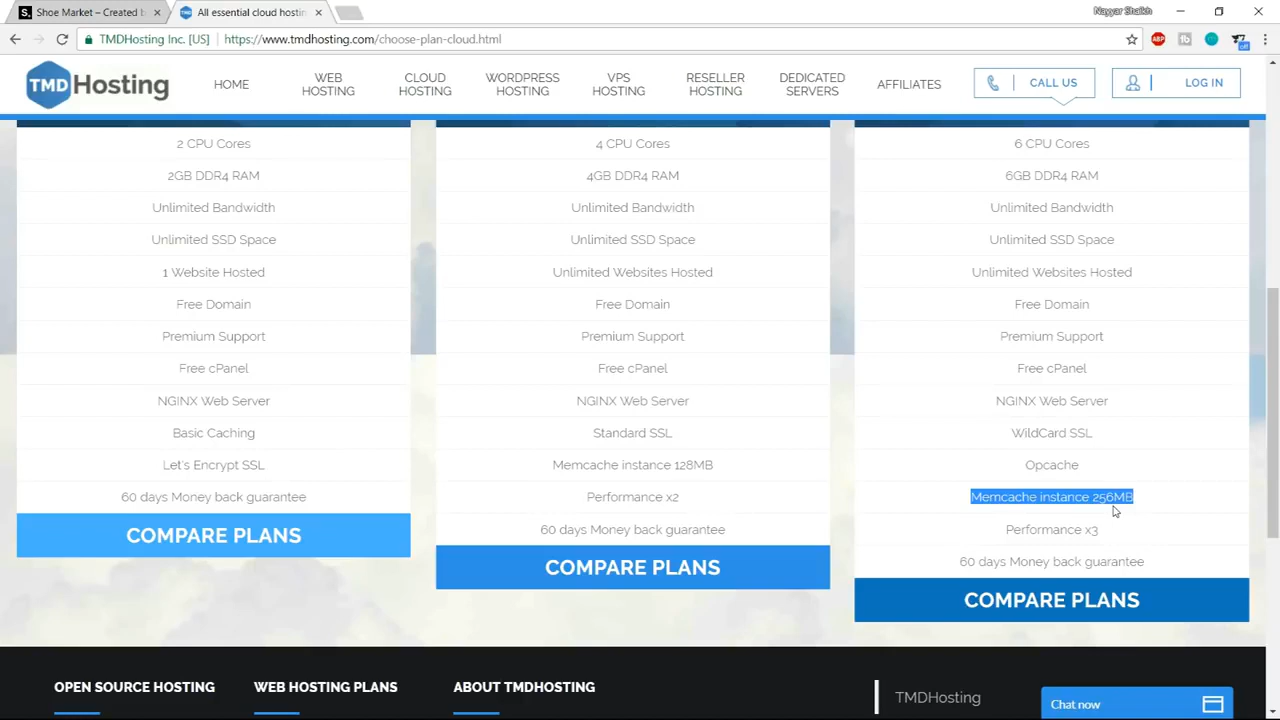 Shoe Market – Created b
All essential cloud hostin
Nayyar Shaikh
TMDHosting Inc. [US]
https://www.tmdhosting.com/choose-plan-cloud.html
ABP
off
TMDHosting
HOME
WEB HOSTING
CLOUD HOSTING
WORDPRESS HOSTING
VPS HOSTING
RESELLER HOSTING
DEDICATED SERVERS
AFFILIATES
CALL US
LOG IN
2 CPU Cores
2GB DDR4 RAM
Unlimited Bandwidth
Unlimited SSD Space
1 Website Hosted
Free Domain
Premium Support
Free cPanel
NGINX Web Server
Basic Caching
Let's Encrypt SSL
60 days Money back guarantee
COMPARE PLANS
4 CPU Cores
4GB DDR4 RAM
Unlimited Bandwidth
Unlimited SSD Space
Unlimited Websites Hosted
Free Domain
Premium Support
Free cPanel
NGINX Web Server
Standard SSL
Memcache instance 128MB
Performance x2
60 days Money back guarantee
COMPARE PLANS
6 CPU Cores
6GB DDR4 RAM
Unlimited Bandwidth
Unlimited SSD Space
Unlimited Websites Hosted
Free Domain
Premium Support
Free cPanel
NGINX Web Server
WildCard SSL
Opcache
Memcache instance 256MB
Performance x3
60 days Money back guarantee
COMPARE PLANS
OPEN SOURCE HOSTING
WEB HOSTING PLANS
ABOUT TMDHOSTING
TMDHosting
Chat now